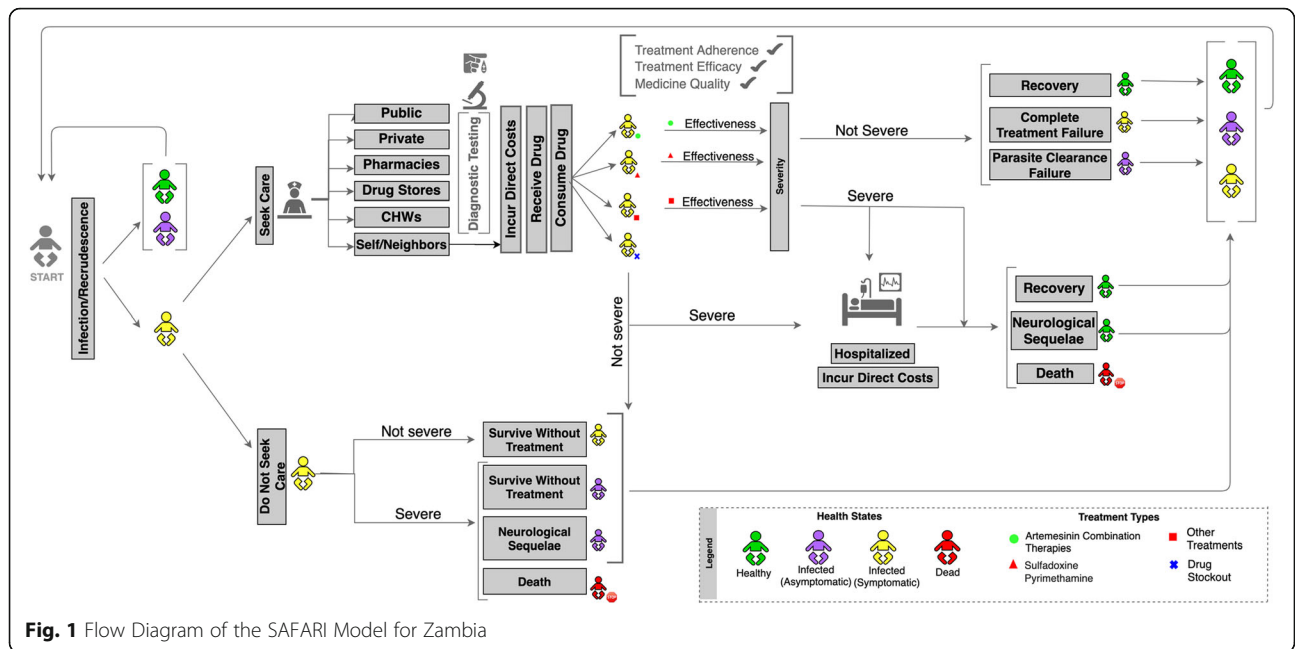 START
Infection/Recrudescence
Seek Care
Public
Private
Pharmacies
Drug Stores
CHWs
Self/Neighbors
Diagnostic Testing
Incur Direct Costs
Receive Drug
Consume Drug
Treatment Adherence ✔
Treatment Efficacy ✔
Medicine Quality ✔
Effectiveness
Effectiveness
Effectiveness
Severity
Not Severe
Severe
Recovery
Complete
Treatment Failure
Parasite Clearance
Failure
Not severe
Severe
Hospitalized
Incur Direct Costs
Recovery
Neurological
Sequelae
Death
STOP
Do Not Seek
Care
Not severe
Severe
Survive Without
Treatment
Survive Without
Treatment
Neurological
Sequelae
Death
STOP
Legend
Health States
Healthy
Infected
(Asymptomatic)
Infected
(Symptomatic)
Dead
Treatment Types
Artemesinin Combination
Therapies
Sulfadoxine
Pyrimethamine
Other
Treatments
Drug
Stockout
Fig. 1 Flow Diagram of the SAFARI Model for Zambia